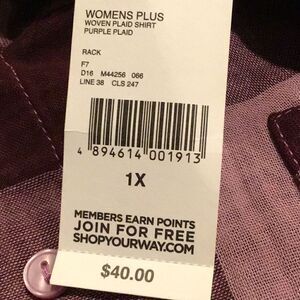 WOMENS PLUS
WOVEN PLAID SHIRT
PURPLE PLAID
RACK
F7
D16 M44256 066
LINE 38 CLS 247
4 894614 001913
1X
MEMBERS EARN POINTS
JOIN FOR FREE
SHOPYOURWAY.COM
$40.00